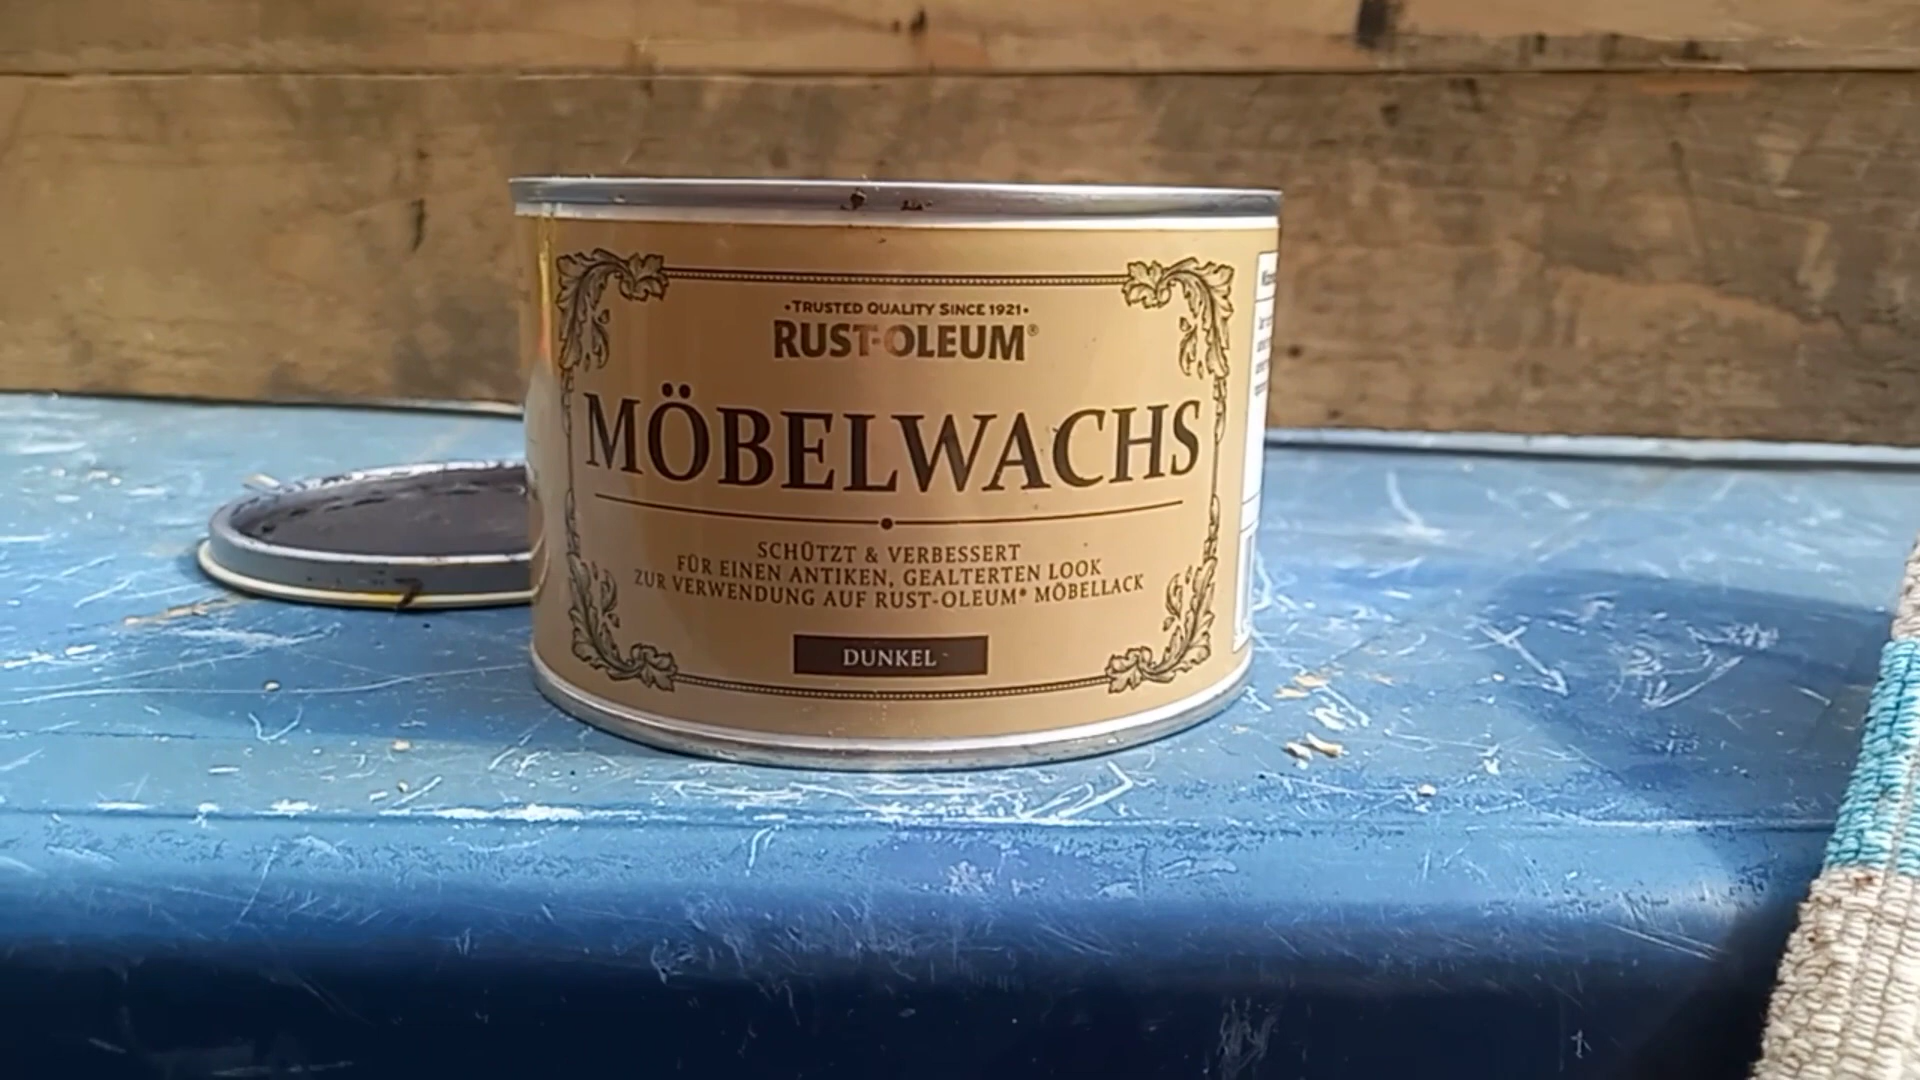 •TRUSTED QUALITY SINCE 1921•
RUST-OLEUM®
MÖBELWACHS
SCHÜTZT & VERBESSERT
FÜR EINEN ANTIKEN, GEALTERTEN LOOK
ZUR VERWENDUNG AUF RUST-OLEUM® MÖBELLACK
DUNKEL